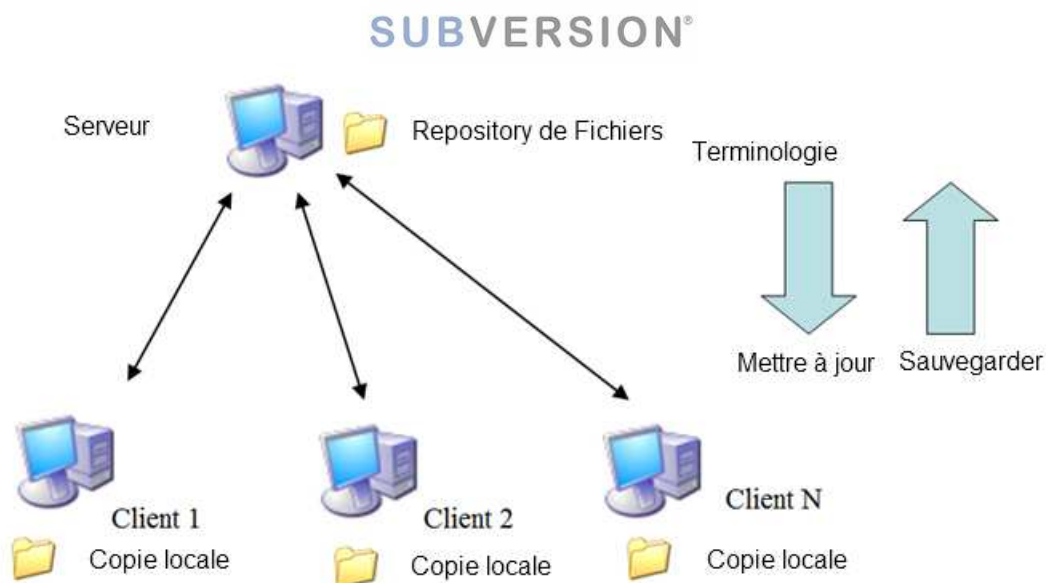 SUBVERSION®
Serveur
Repository de Fichiers
Terminologie
Mettre à jour
Sauvegarder
Client 1
Client 2
Client N
Copie locale
Copie locale
Copie locale